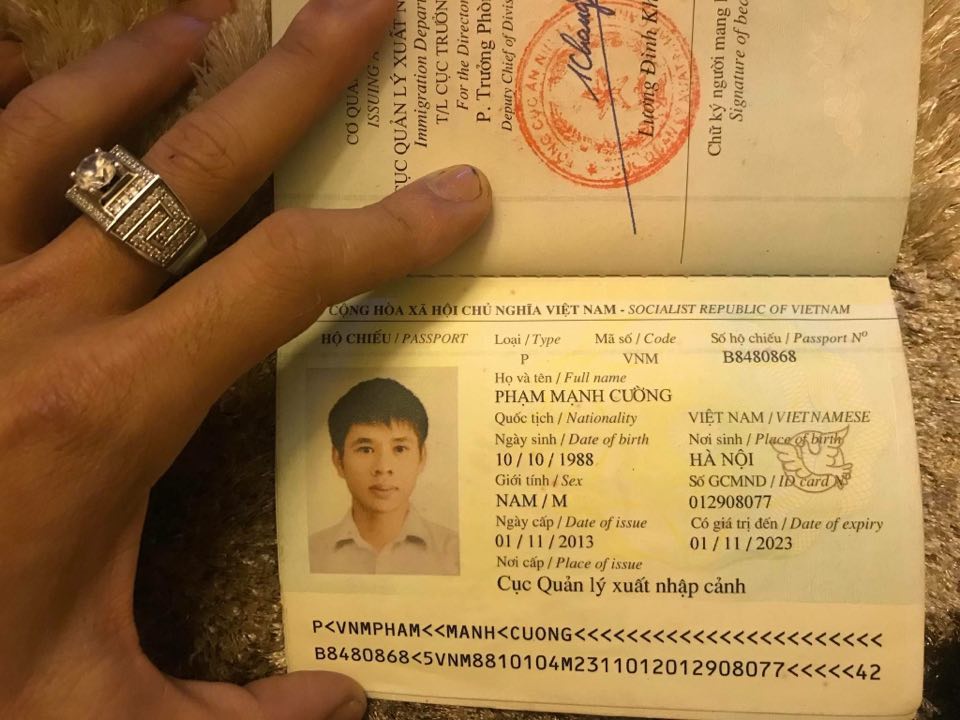 CƠ QUAN
ISSUING A
CỤC QUẢN LÝ XUẤT N
Immigration Depar
T/L CỤC TRƯỞN
For the Director
P. Trưởng Phòn
Deputy Chief of Divis
Lương Đình Kh
Chữ ký người mang h
Signature of bea
CỘNG HÒA XÃ HỘI CHỦ NGHĨA VIỆT NAM - SOCIALIST REPUBLIC OF VIETNAM
HỘ CHIẾU / PASSPORT Loại / Type Mã số / Code Số hộ chiếu / Passport Nº
P VNM B8480868
Họ và tên / Full name
PHẠM MẠNH CƯỜNG
Quốc tịch / Nationality VIỆT NAM / VIETNAMESE
Ngày sinh / Date of birth Nơi sinh / Place of birth
10 / 10 / 1988 HÀ NỘI
Giới tính / Sex Số GCMND / ID card Nº
NAM / M 012908077
Ngày cấp / Date of issue Có giá trị đến / Date of expiry
01 / 11 / 2013 01 / 11 / 2023
Nơi cấp / Place of issue
Cục Quản lý xuất nhập cảnh
P<VNMPHAM<<MANH<CUONG<<<<<<<<<<<<<<<<<<<<<<<
B8480868<5VNM8810104M2311012012908077<<<<<42